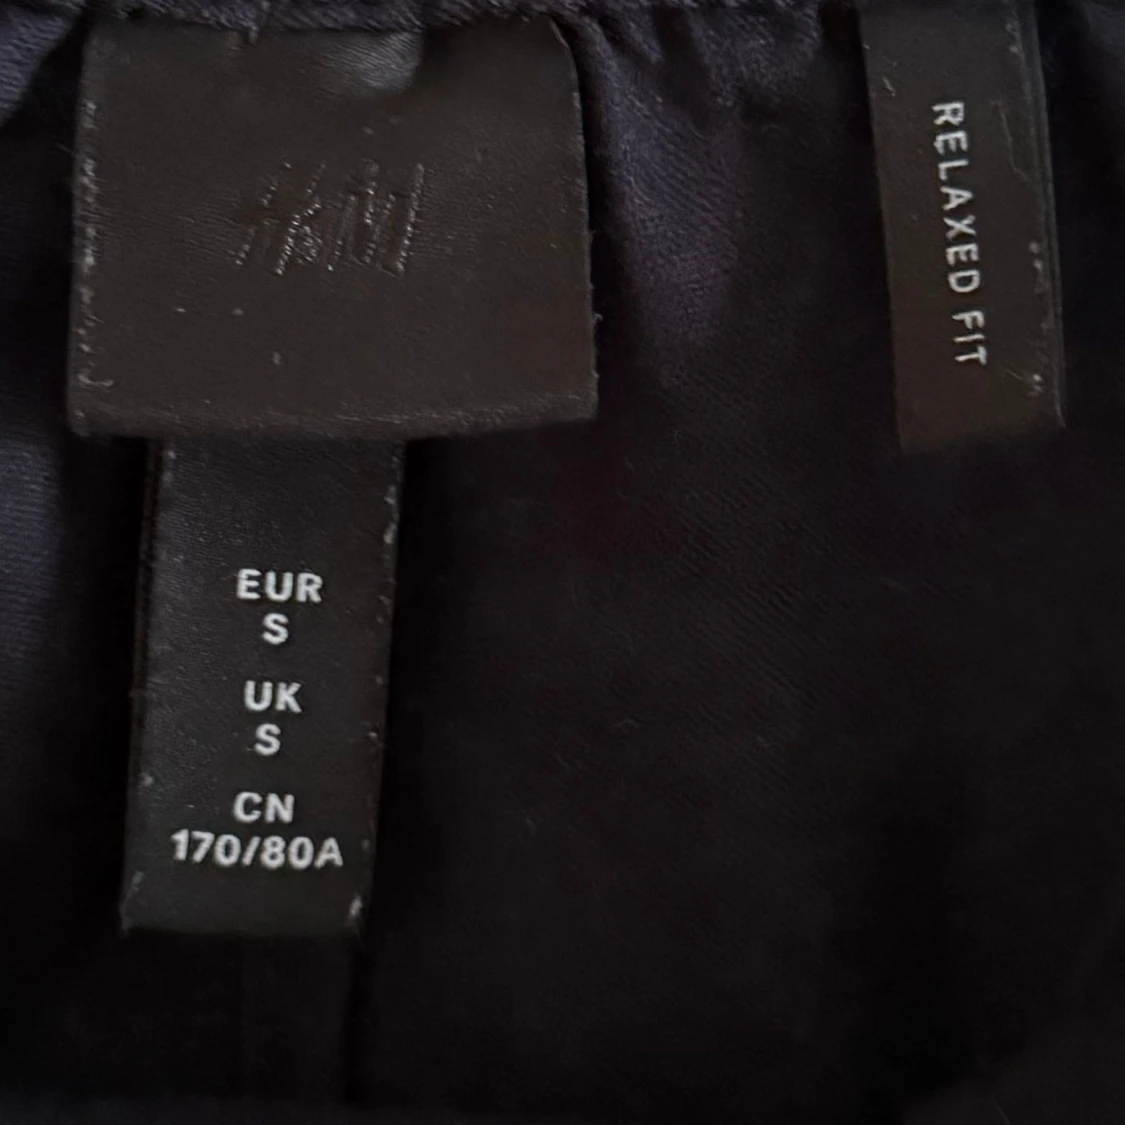 H&M
RELAXED FIT
EUR
S
UK
S
CN
170/80A